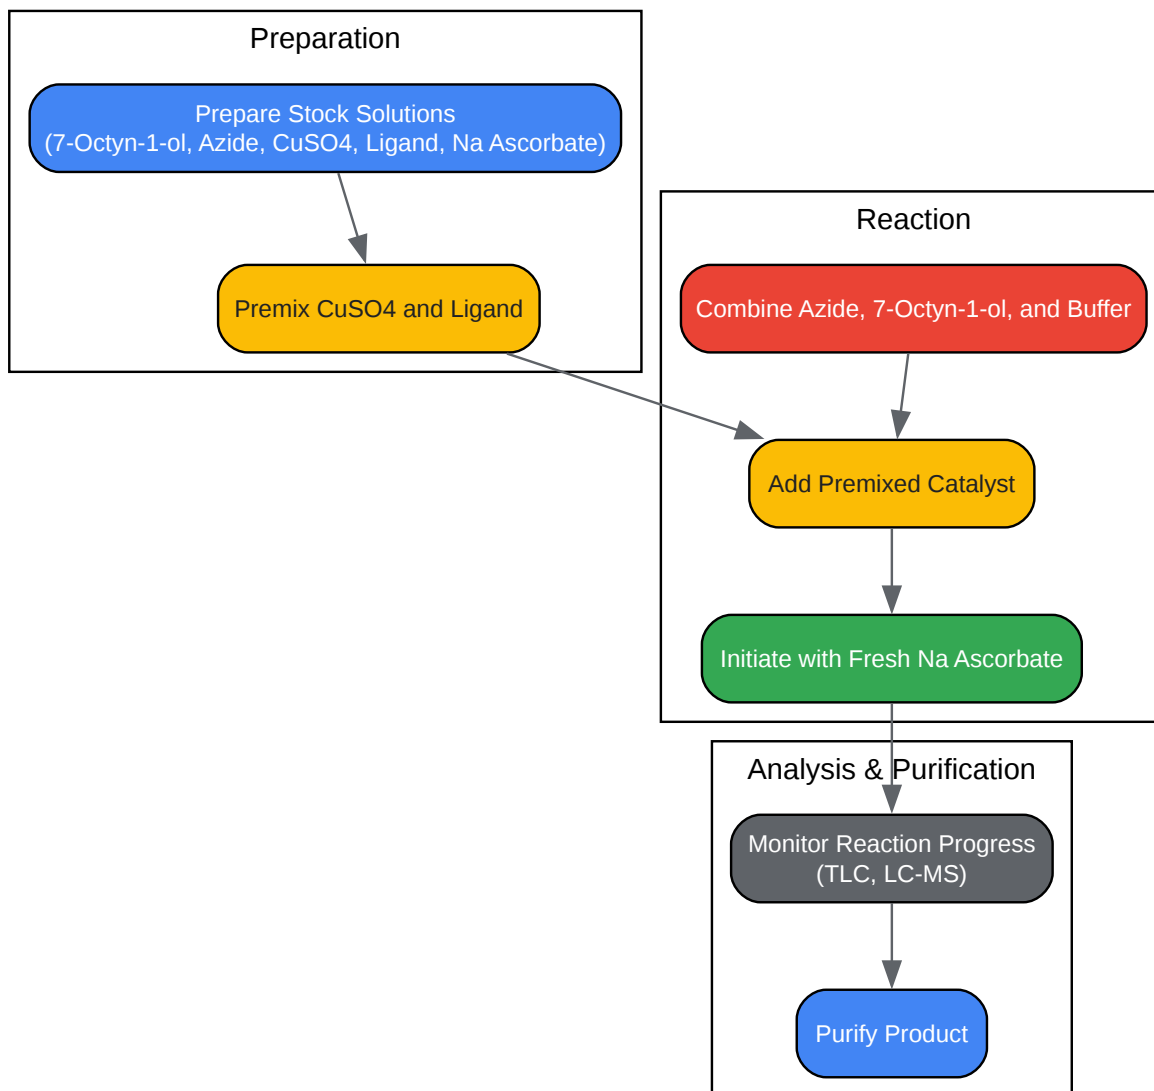 Preparation
Prepare Stock Solutions
(7-Octyn-1-ol, Azide, CuSO4, Ligand, Na Ascorbate)
Premix CuSO4 and Ligand
Reaction
Combine Azide, 7-Octyn-1-ol, and Buffer
Add Premixed Catalyst
Initiate with Fresh Na Ascorbate
Analysis & Purification
Monitor Reaction Progress
(TLC, LC-MS)
Purify Product